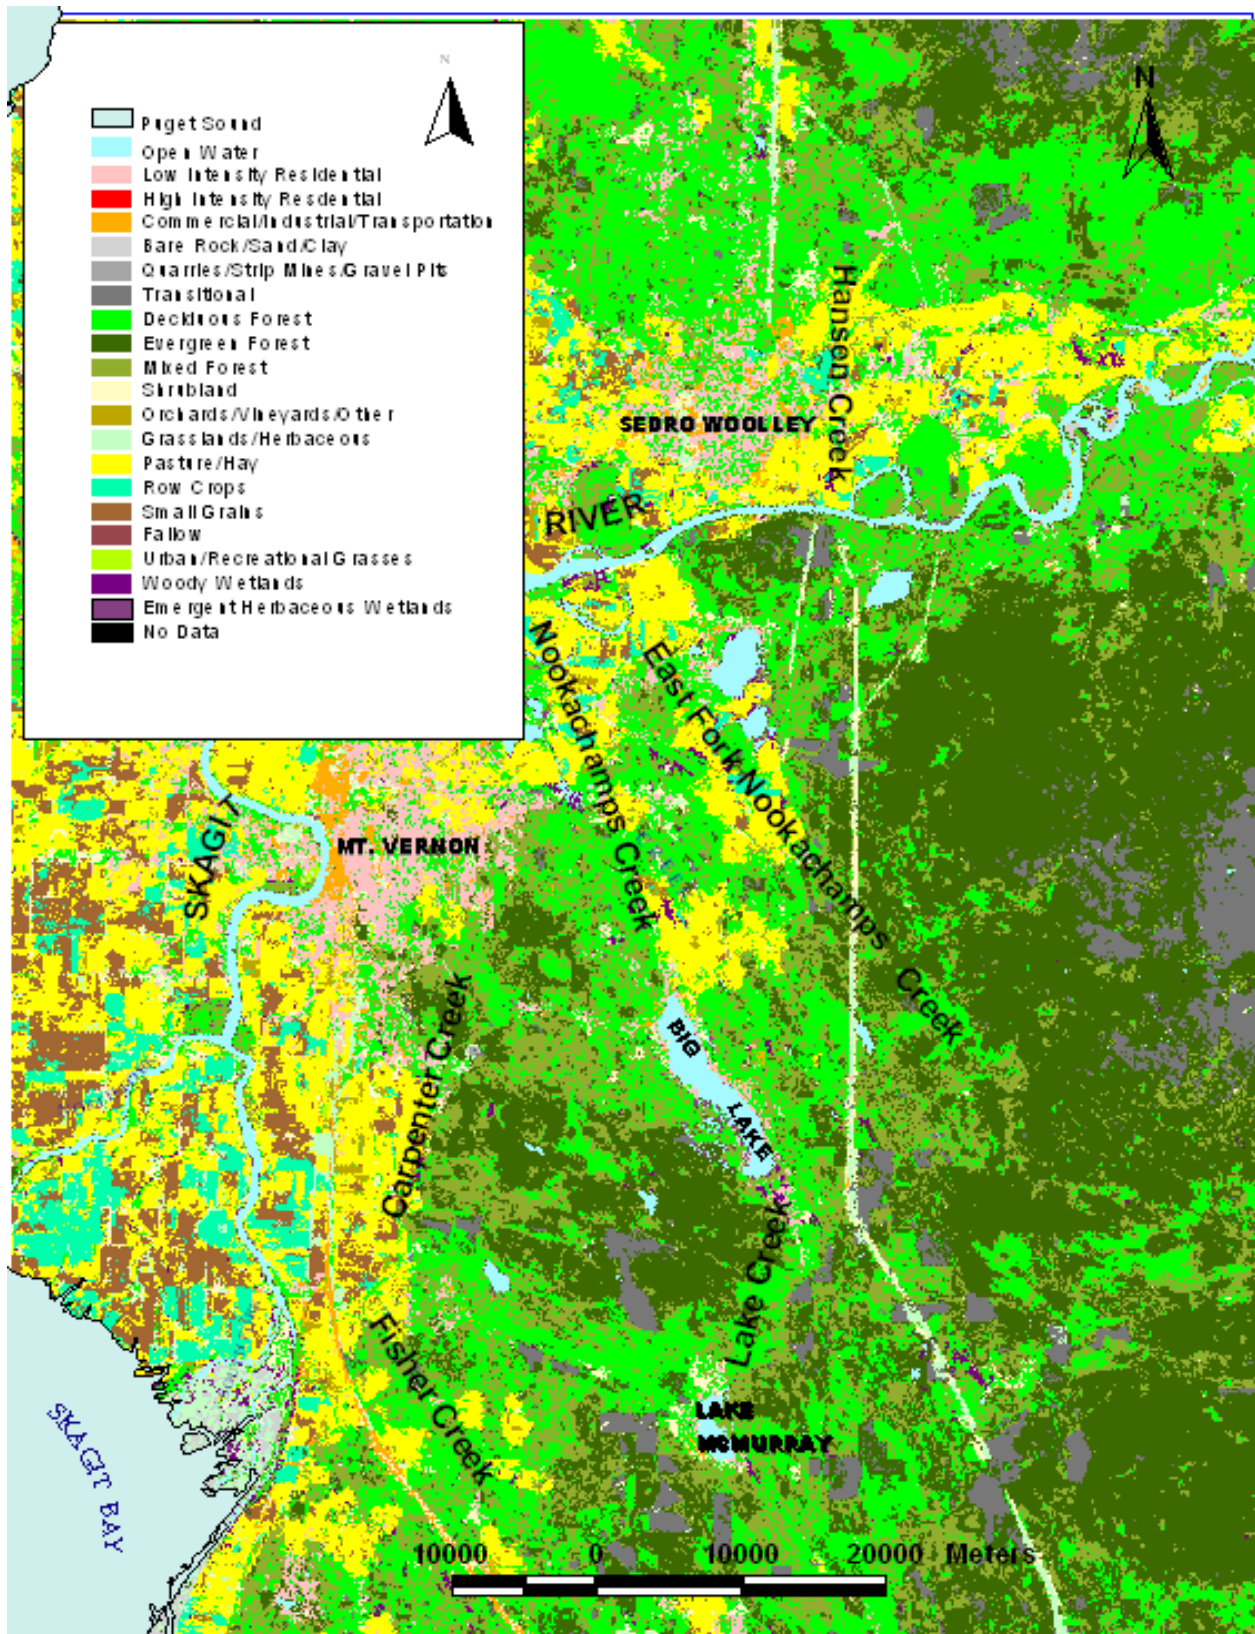 N
Puget Sound
Open Water
Low Intensity Residential
High Intensity Resdential
Commercial/Industrial/Transportation
Bare Rock/Sand/Clay
Quarries/Strip Mines/Gravel Pits
Transitional
Deciduous Forest
Evergreen Forest
Mixed Forest
Shrubland
Orchards/Vineyards/Other
Grasslands/Herbaceous
Pasture/Hay
Row Crops
Small Grains
Fallow
Urban/Recreational Grasses
Woody Wetlands
Emergent Herbaceous Wetlands
No Data
N
Hanson Creek
SEDRO WOOLLEY
RIVER
Nookachamps Creek
East Fork Nookachamps Creek
SKAGIT
MT. VERNON
Carpenter Creek
BIG LAKE
Lake Creek
Fisher Creek
LAKE
MCMURRAY
SKAGIT BAY
10000 0 10000 20000 Meters